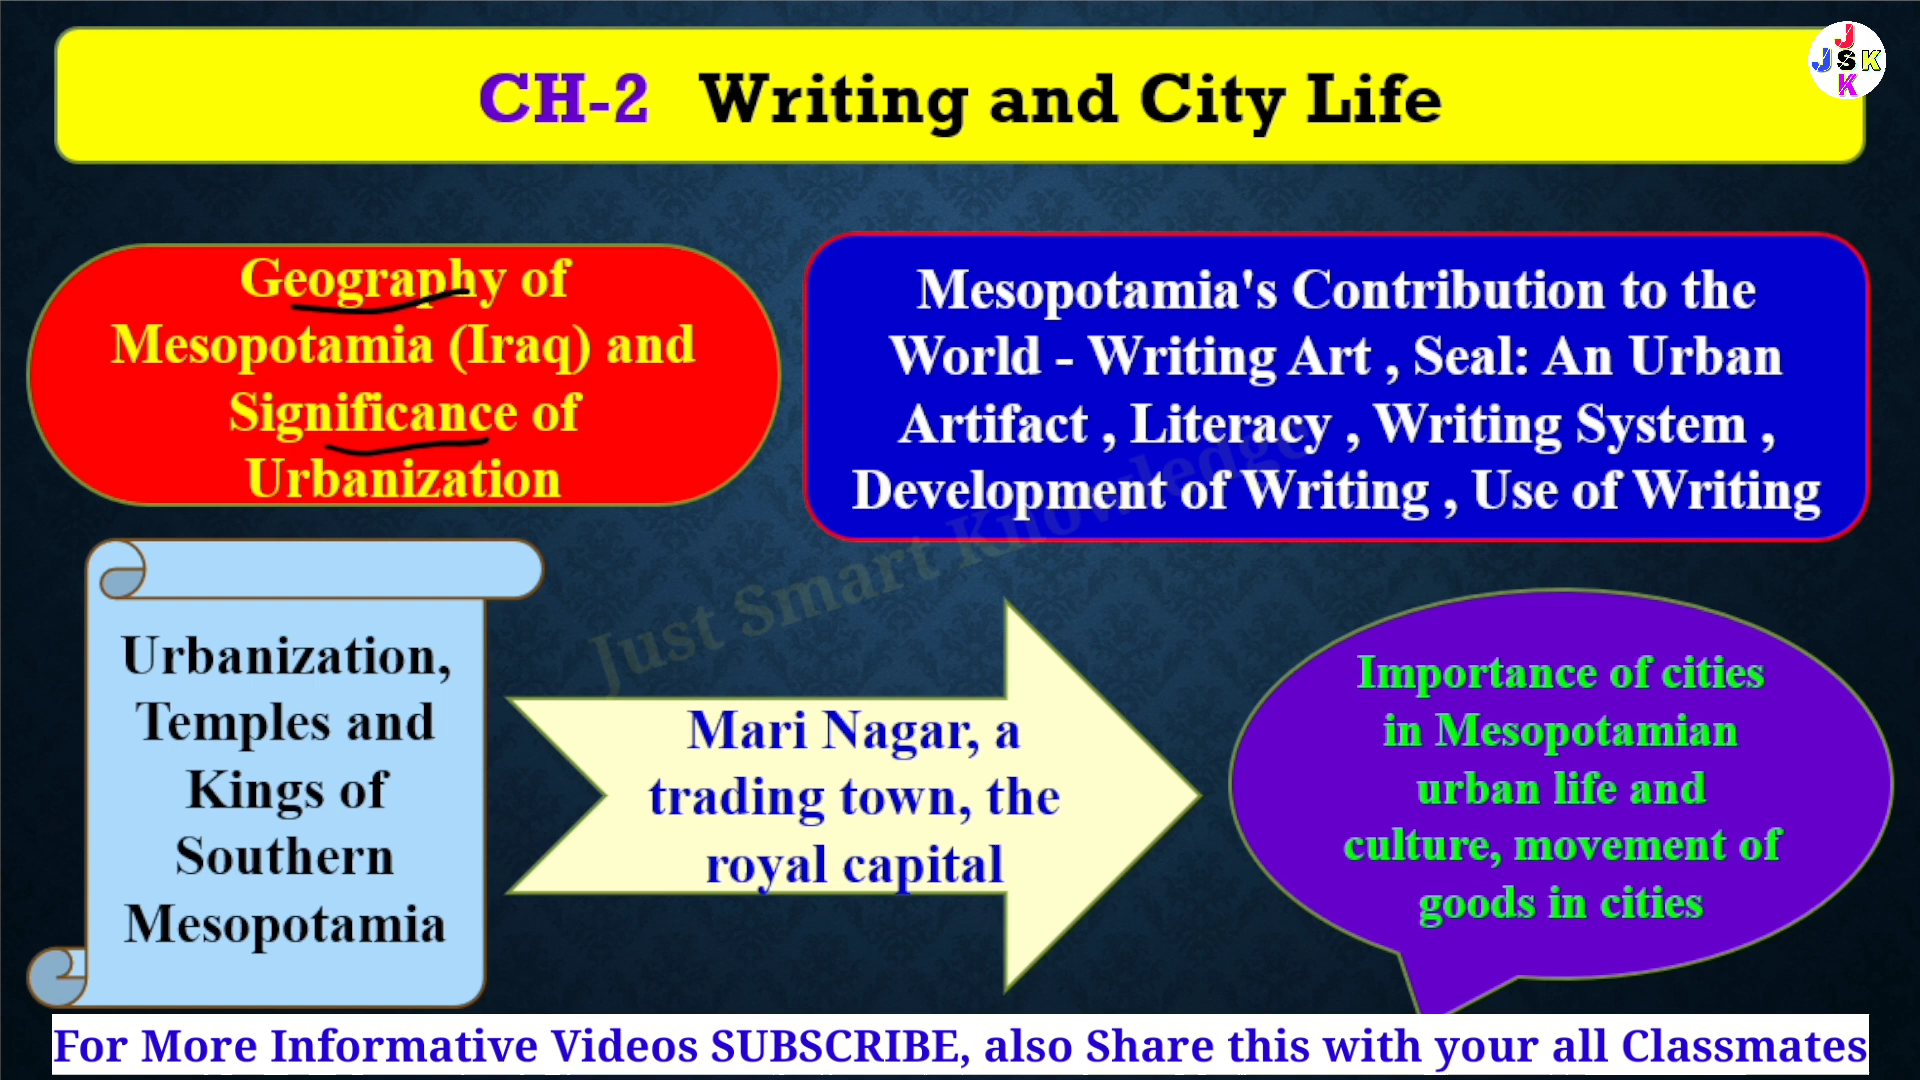 CH-2 Writing and City Life
J
J S K
K
Geography of
Mesopotamia (Iraq) and
Significance of
Urbanization
Mesopotamia's Contribution to the
World - Writing Art , Seal: An Urban
Artifact , Literacy , Writing System ,
Development of Writing , Use of Writing
Just Smart Knowledge
Urbanization,
Temples and
Kings of
Southern
Mesopotamia
Mari Nagar, a
trading town, the
royal capital
Importance of cities
in Mesopotamian
urban life and
culture, movement of
goods in cities
For More Informative Videos SUBSCRIBE, also Share this with your all Classmates